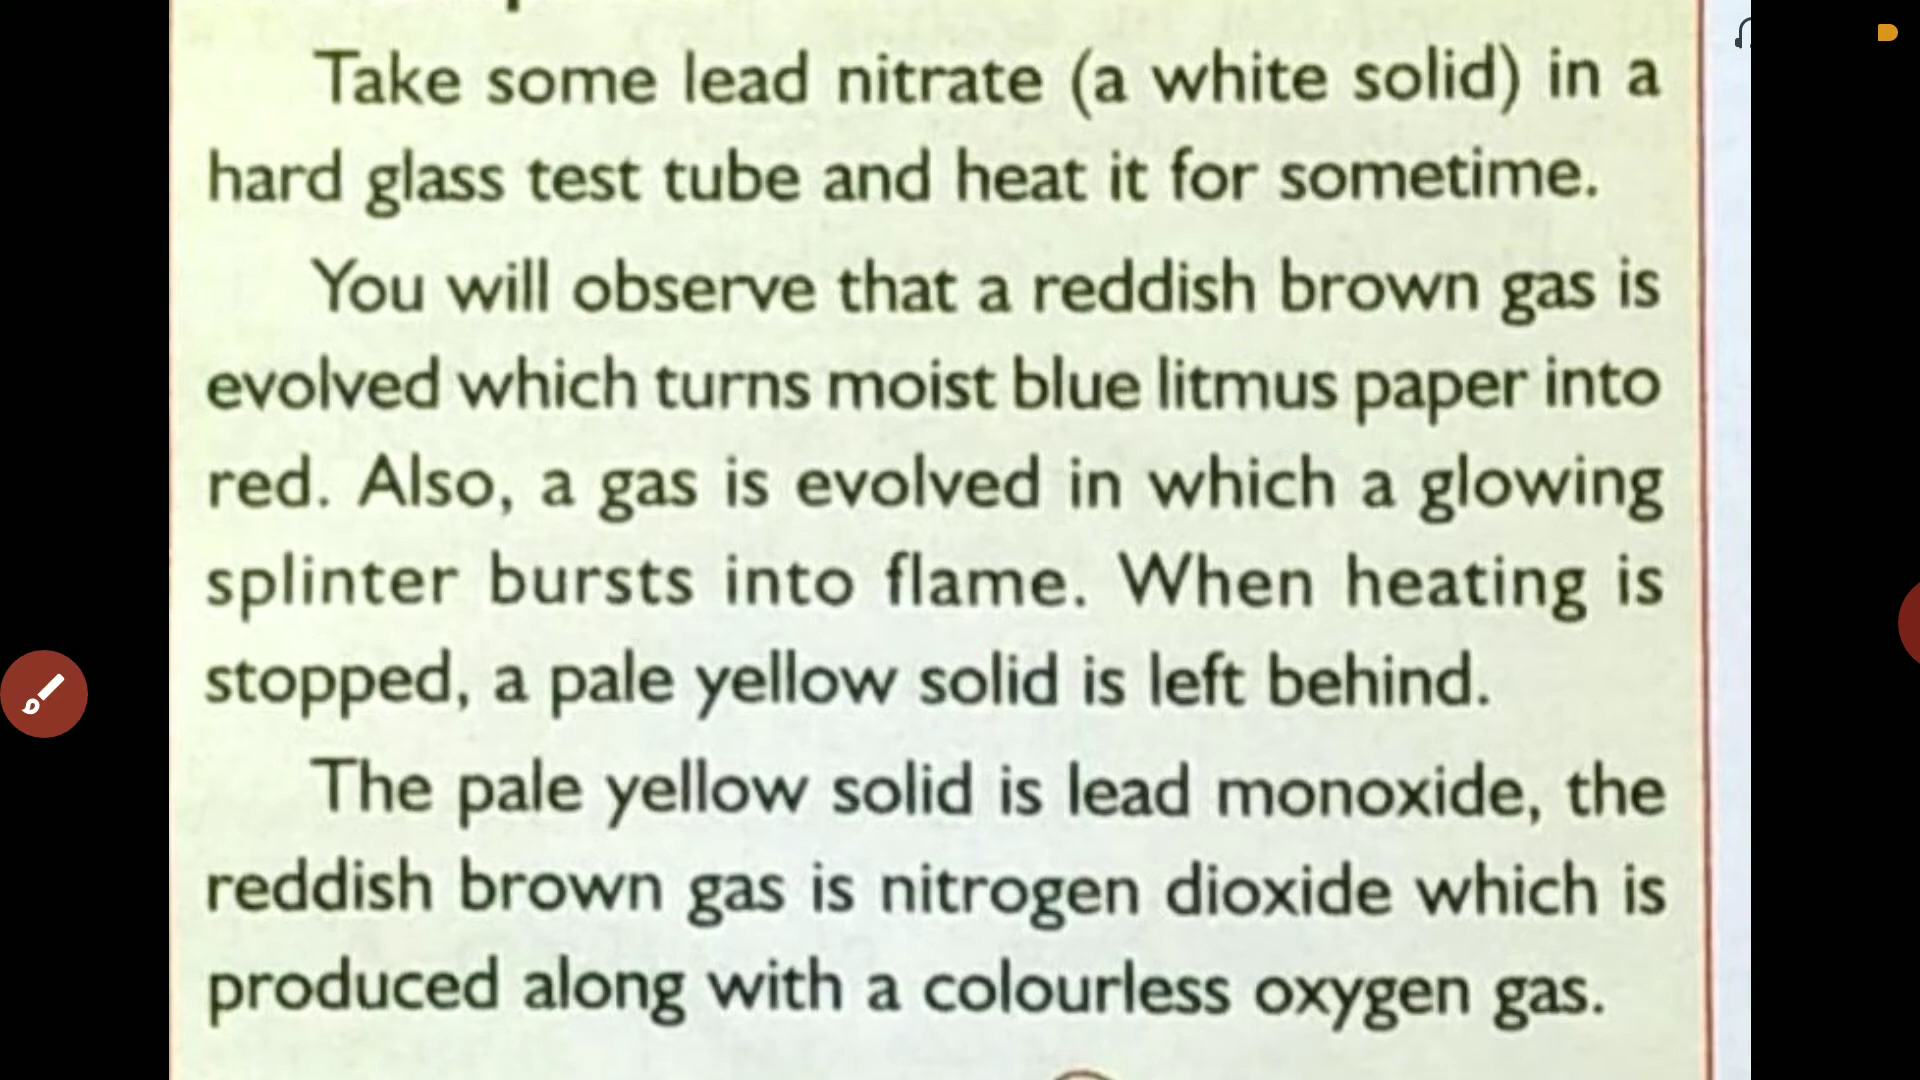 Take some lead nitrate (a white solid) in a
hard glass test tube and heat it for sometime.
You will observe that a reddish brown gas is
evolved which turns moist blue litmus paper into
red. Also, a gas is evolved in which a glowing
splinter bursts into flame. When heating is
stopped, a pale yellow solid is left behind.
The pale yellow solid is lead monoxide, the
reddish brown gas is nitrogen dioxide which is
produced along with a colourless oxygen gas.